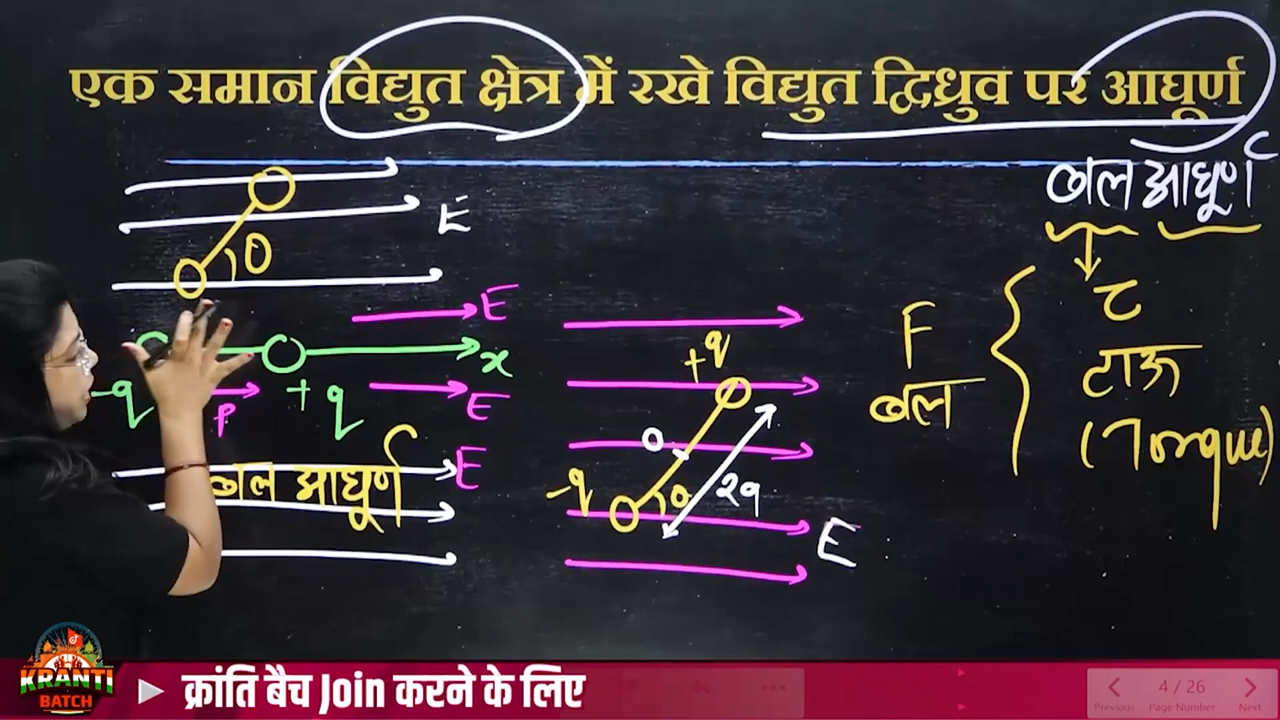 एक समान विद्युत क्षेत्र में रखे विद्युत द्विध्रुव पर आघूर्ण
बल आघूर्ण
E
θ
E
x
-q
P
+q
E
E
बल आघूर्ण
+q
O
-q
θ
2a
E
F
बल
τ
टाऊ
(Torque)
KRANTI
BATCH
क्रांति बैच Join करने के लिए
4 / 26
Previous Page Number Next